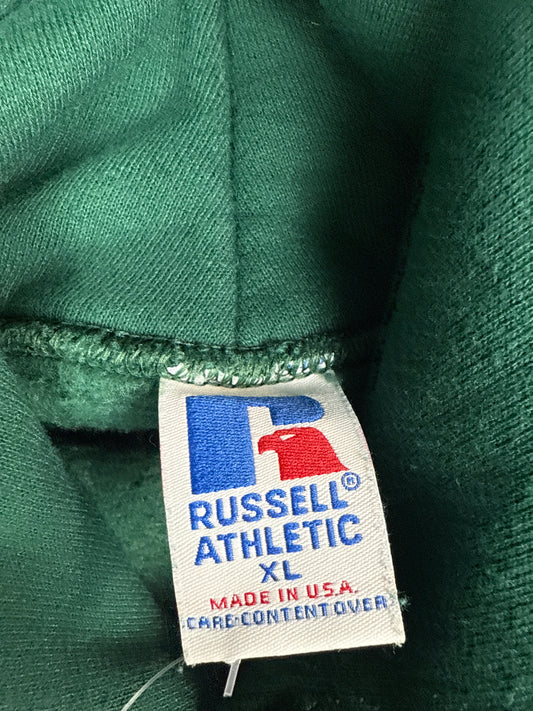 RUSSELL®
ATHLETIC
XL
MADE IN U.S.A.
CARE-CONTENT OVER